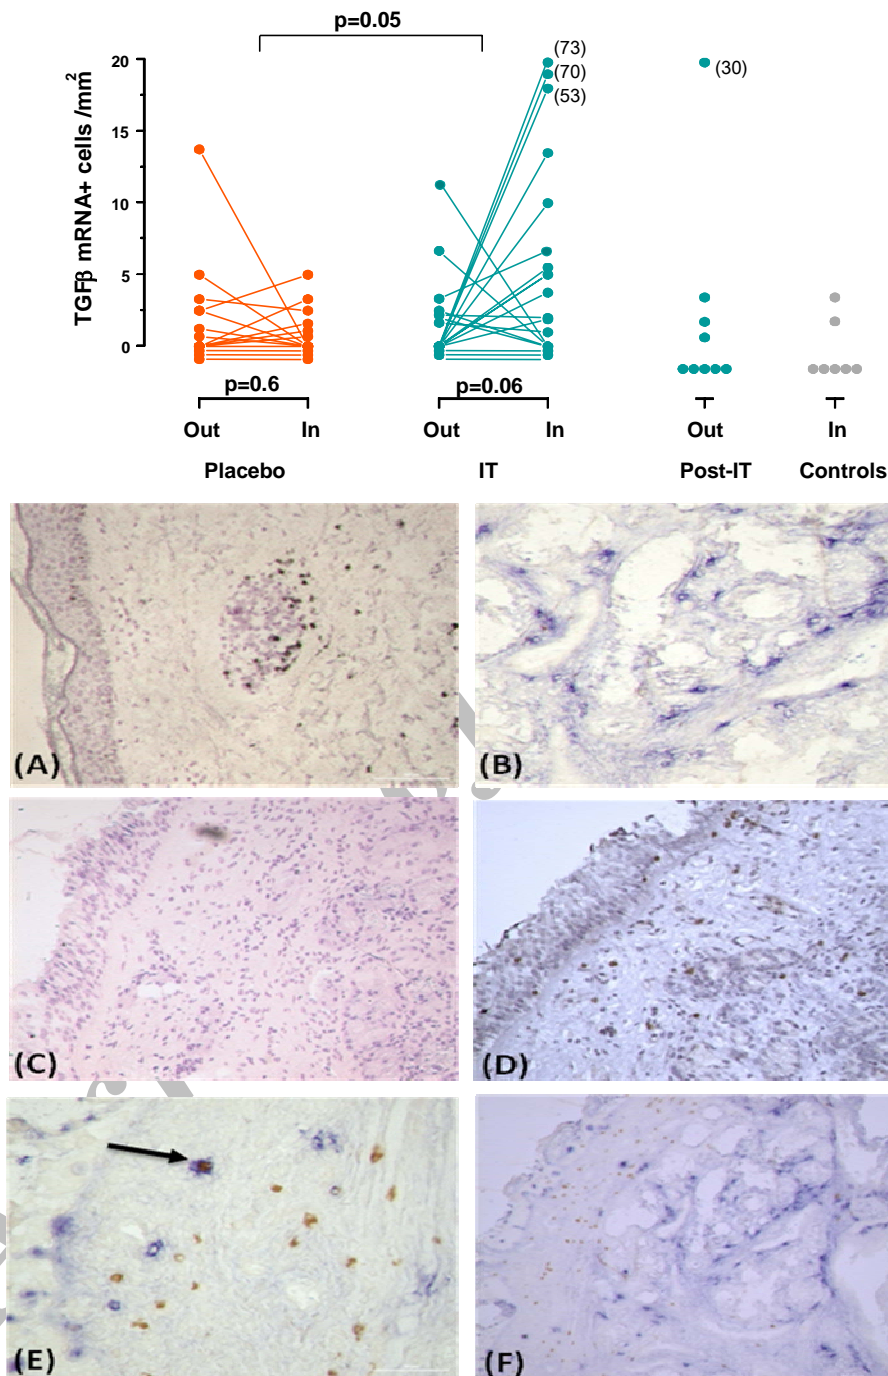 p=0.05
TGFβ mRNA+ cells /mm2
20
15
10
5
0
(73)
(70)
(53)
(30)
p=0.6
p=0.06
Out In Out In Out In
Placebo IT Post-IT Controls
(A)
(B)
(C)
(D)
(E)
(F)